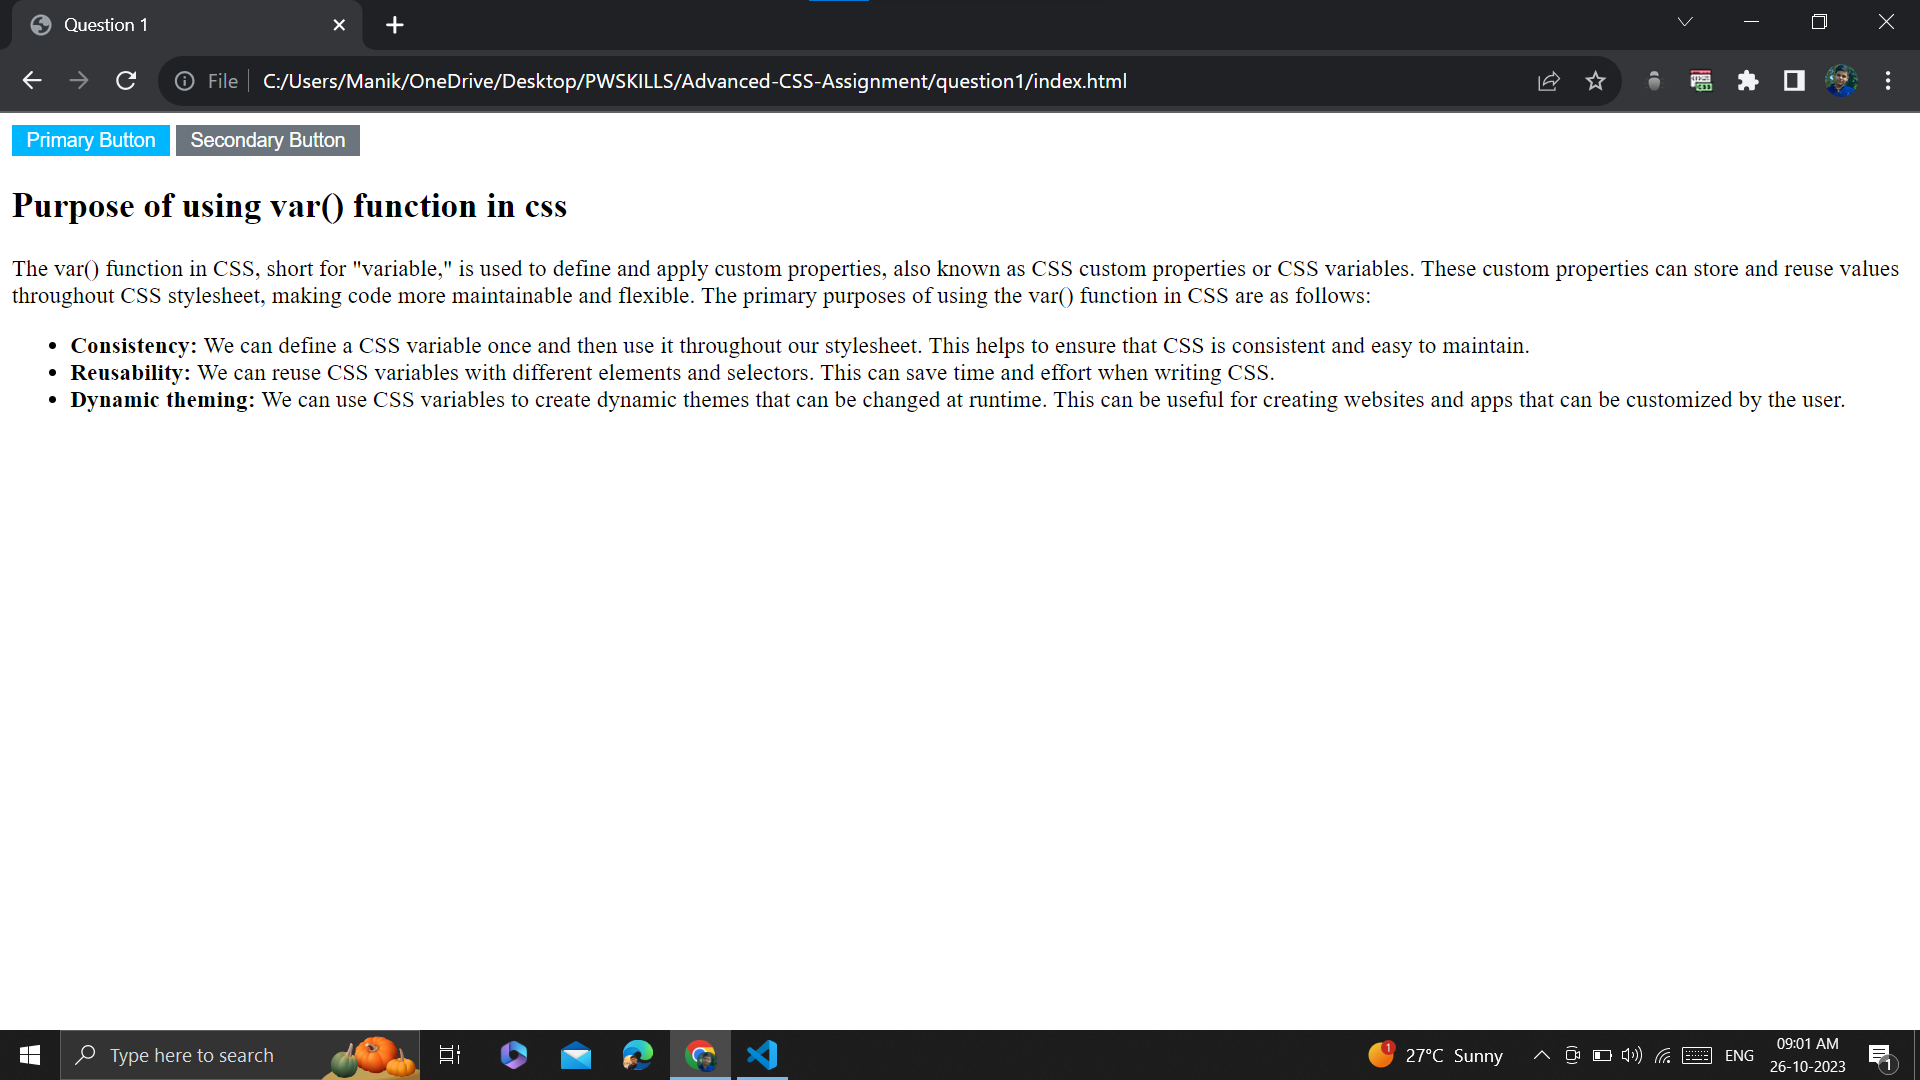 Question 1
File
C:/Users/Manik/OneDrive/Desktop/PWSKILLS/Advanced-CSS-Assignment/question1/index.html
Primary Button Secondary Button
Purpose of using var() function in css
The var() function in CSS, short for "variable," is used to define and apply custom properties, also known as CSS custom properties or CSS variables. These custom properties can store and reuse values
throughout CSS stylesheet, making code more maintainable and flexible. The primary purposes of using the var() function in CSS are as follows:
• Consistency: We can define a CSS variable once and then use it throughout our stylesheet. This helps to ensure that CSS is consistent and easy to maintain.
• Reusability: We can reuse CSS variables with different elements and selectors. This can save time and effort when writing CSS.
• Dynamic theming: We can use CSS variables to create dynamic themes that can be changed at runtime. This can be useful for creating websites and apps that can be customized by the user.
Type here to search
1
27°C Sunny
ENG
09:01 AM
26-10-2023
1